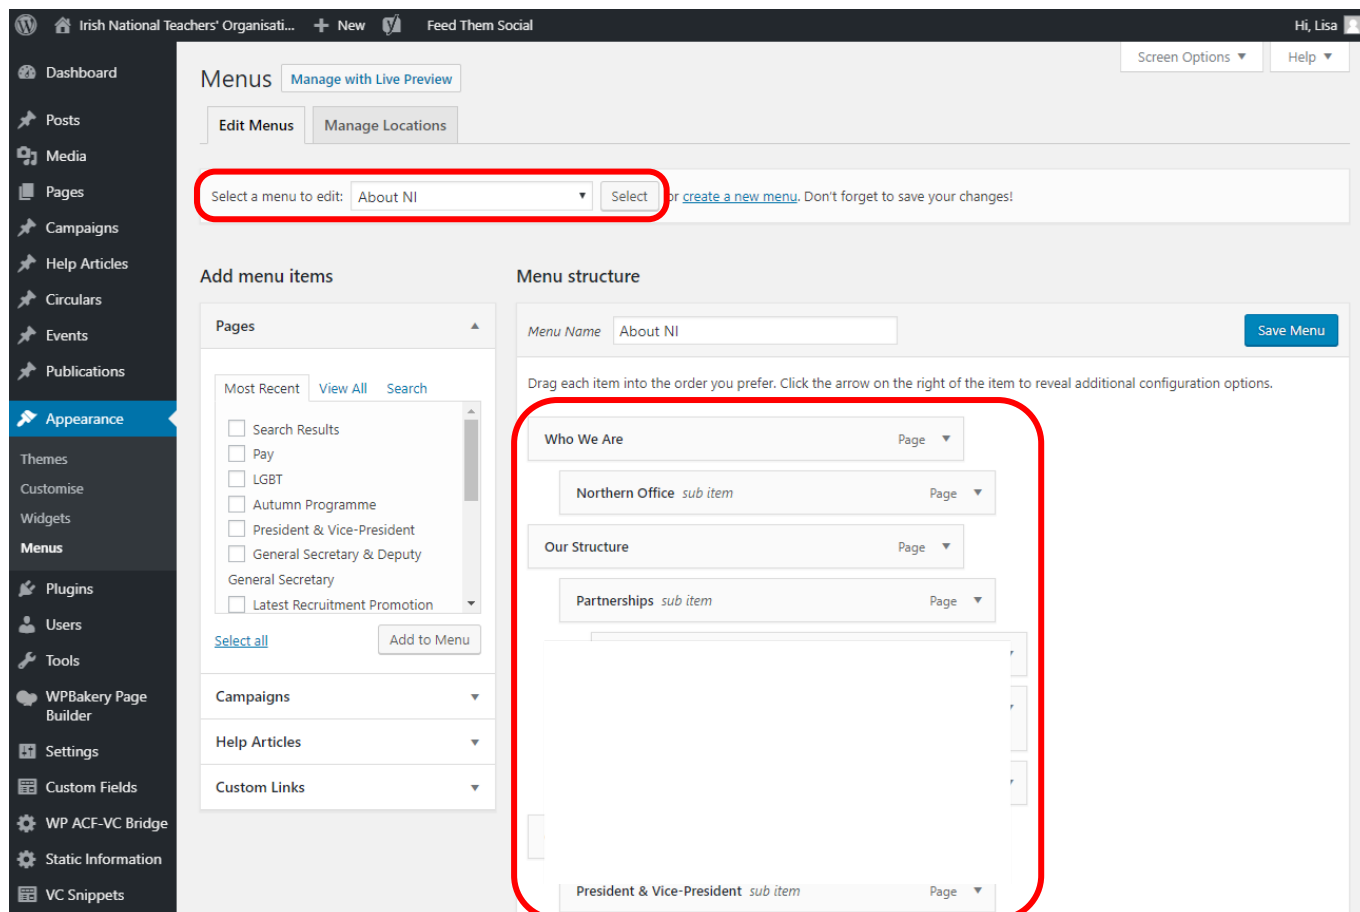 Irish National Teachers' Organisati... New Feed Them Social Hi, Lisa
Dashboard
Posts
Media
Pages
Campaigns
Help Articles
Circulars
Events
Publications
Appearance
Themes
Customise
Widgets
Menus
Plugins
Users
Tools
WPBakery Page
Builder
Settings
Custom Fields
WP ACF-VC Bridge
Static Information
VC Snippets
Screen Options Help
Menus Manage with Live Preview
Edit Menus Manage Locations
Select a menu to edit: About NI Select or create a new menu. Don't forget to save your changes!
Add menu items
Pages
Most Recent View All Search
Search Results
Pay
LGBT
Autumn Programme
President & Vice-President
General Secretary & Deputy
General Secretary
Latest Recruitment Promotion
Select all Add to Menu
Campaigns
Help Articles
Custom Links
Menu structure
Menu Name About NI Save Menu
Drag each item into the order you prefer. Click the arrow on the right of the item to reveal additional configuration options.
Who We Are Page
Northern Office sub item Page
Our Structure Page
Partnerships sub item Page
President & Vice-President sub item Page